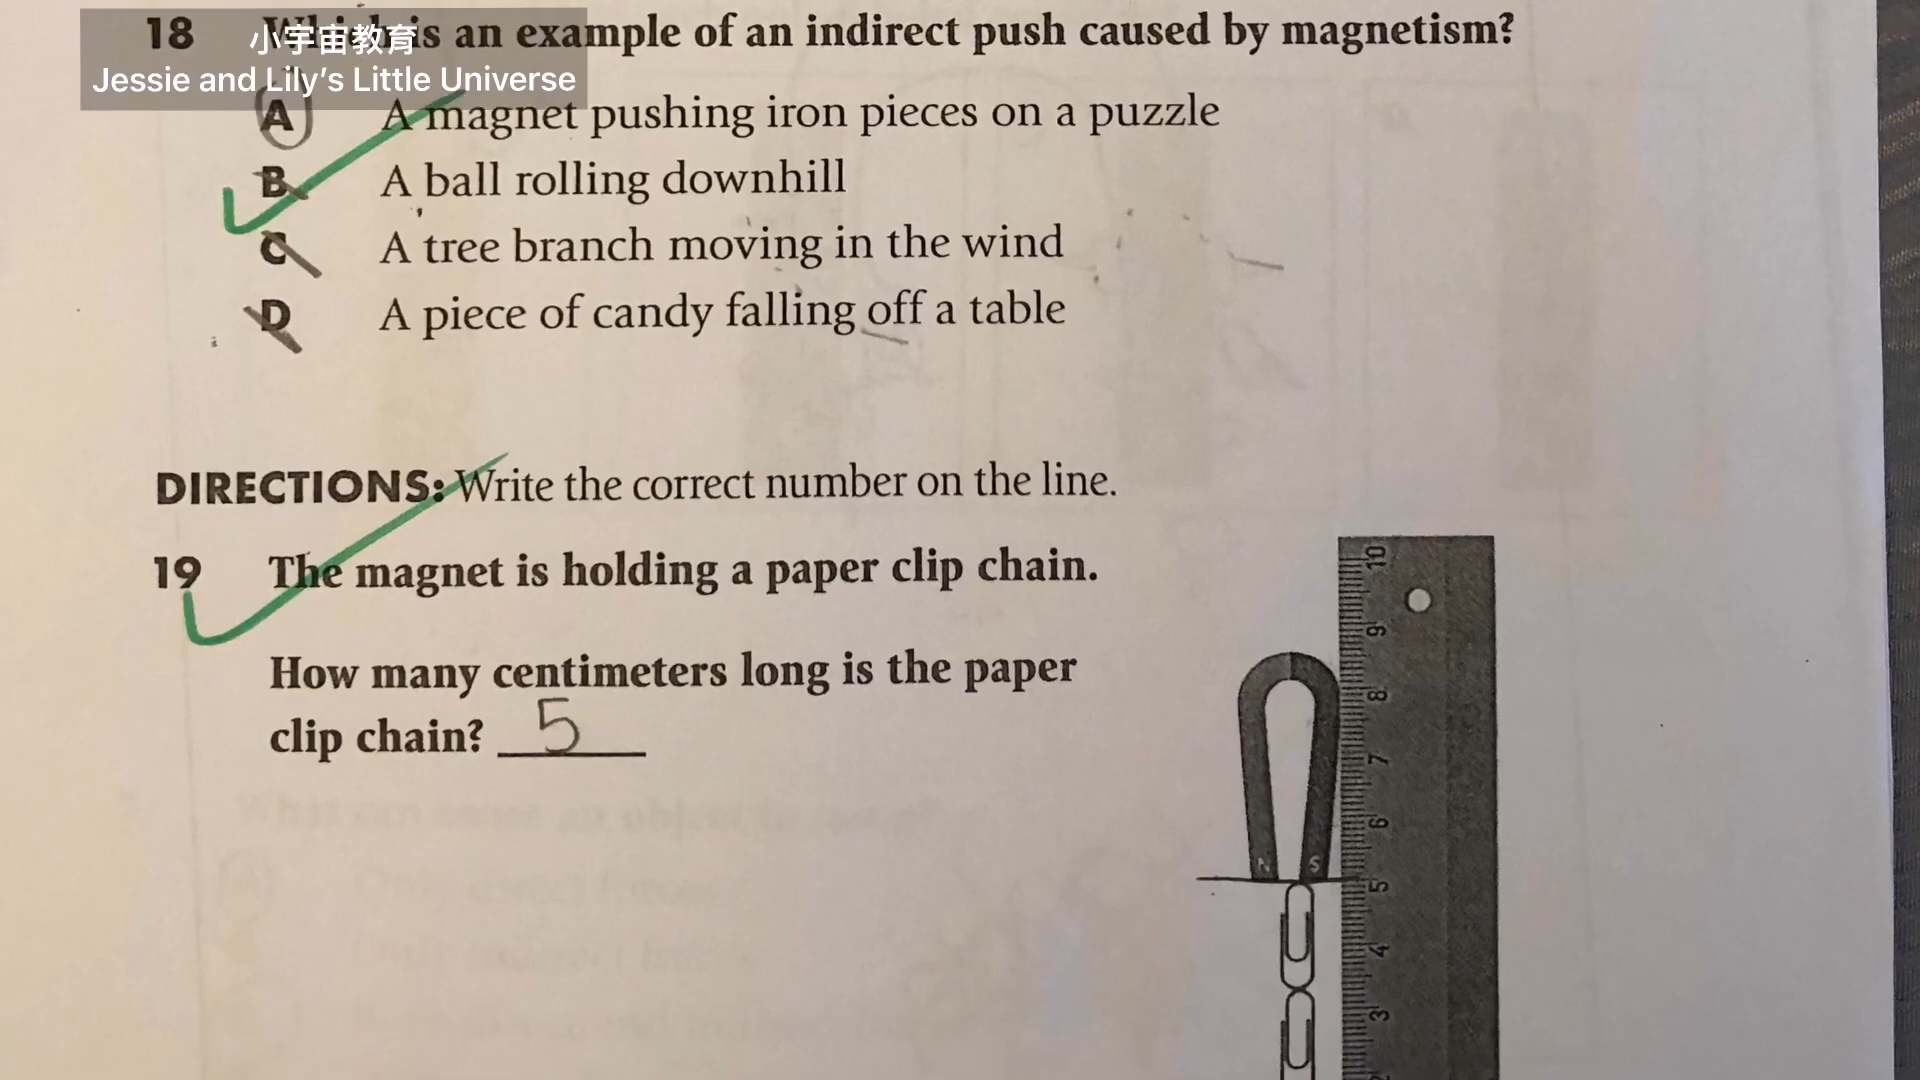 小宇宙教育
Jessie and Lily's Little Universe
18 Which is an example of an indirect push caused by magnetism?
A A magnet pushing iron pieces on a puzzle
B A ball rolling downhill
C A tree branch moving in the wind
D A piece of candy falling off a table
DIRECTIONS: Write the correct number on the line.
19 The magnet is holding a paper clip chain.
How many centimeters long is the paper
clip chain? 5
10
9
8
7
6
N S
5
4
3